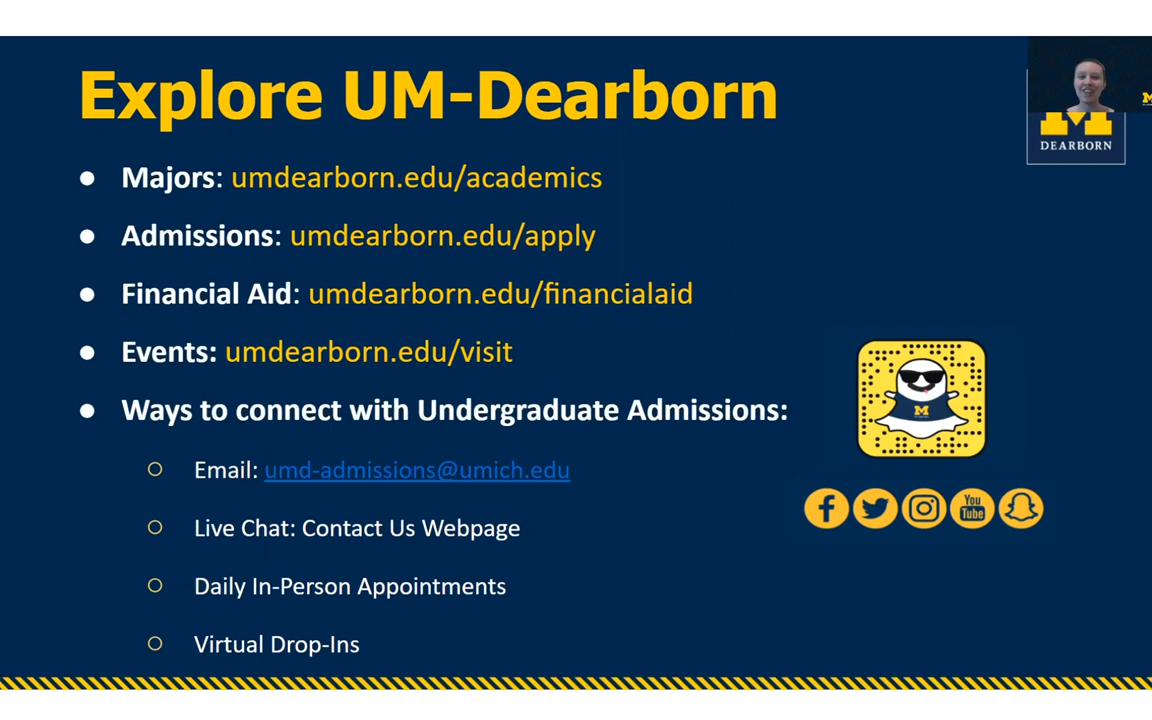 Explore UM-Dearborn
M
DEARBORN
● Majors: umdearborn.edu/academics
● Admissions: umdearborn.edu/apply
● Financial Aid: umdearborn.edu/financialaid
● Events: umdearborn.edu/visit
● Ways to connect with Undergraduate Admissions:
○ Email: umd-admissions@umich.edu
○ Live Chat: Contact Us Webpage
○ Daily In-Person Appointments
○ Virtual Drop-Ins
M
You
Tube